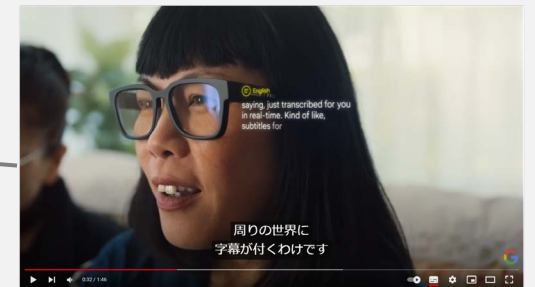 English
saying, just transcribed for you
in real-time. Kind of like,
subtitles for
周りの世界に
字幕が付くわけです
0:32 / 1:46